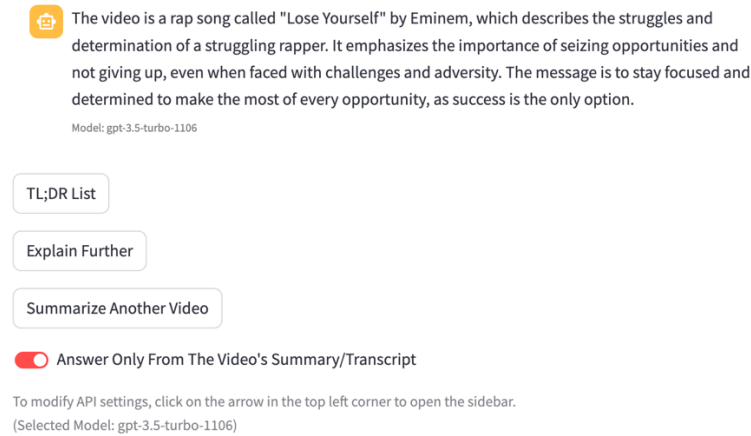 The video is a rap song called "Lose Yourself" by Eminem, which describes the struggles and
determination of a struggling rapper. It emphasizes the importance of seizing opportunities and
not giving up, even when faced with challenges and adversity. The message is to stay focused and
determined to make the most of every opportunity, as success is the only option.
Model: gpt-3.5-turbo-1106
TL;DR List
Explain Further
Summarize Another Video
Answer Only From The Video's Summary/Transcript
To modify API settings, click on the arrow in the top left corner to open the sidebar.
(Selected Model: gpt-3.5-turbo-1106)